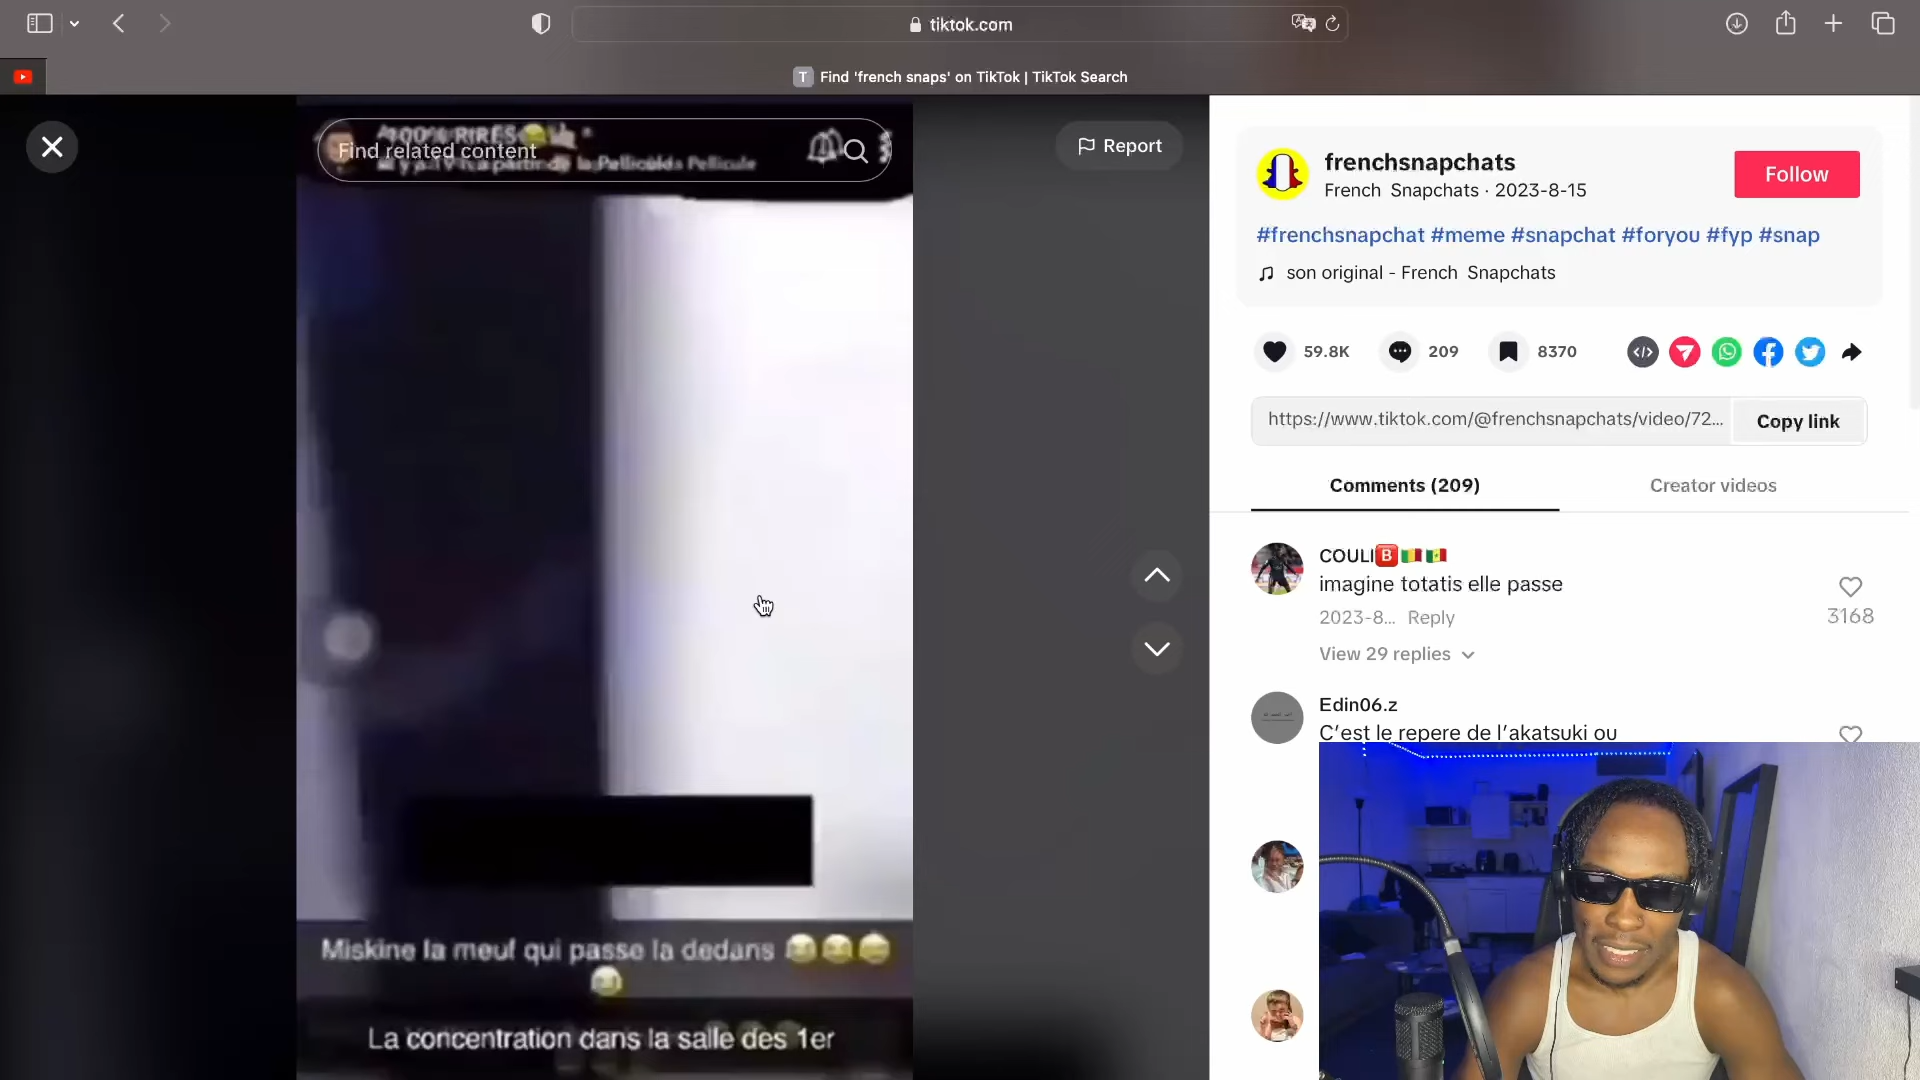 tiktok.com
T Find 'french snaps' on TikTok | TikTok Search
100% RIRES
Find related content
Report
frenchsnapchats
French Snapchats · 2023-8-15
Follow
#frenchsnapchat #meme #snapchat #foryou #fyp #snap
son original - French Snapchats
59.8K
209
8370
https://www.tiktok.com/@frenchsnapchats/video/72...
Copy link
Comments (209)
Creator videos
COULI🅱️🇲🇱🇸🇳
imagine totatis elle passe
2023-8... Reply
3168
View 29 replies
Edin06.z
C'est le repere de l'akatsuki ou
Miskine la meuf qui passe la dedans
La concentration dans la salle des 1er